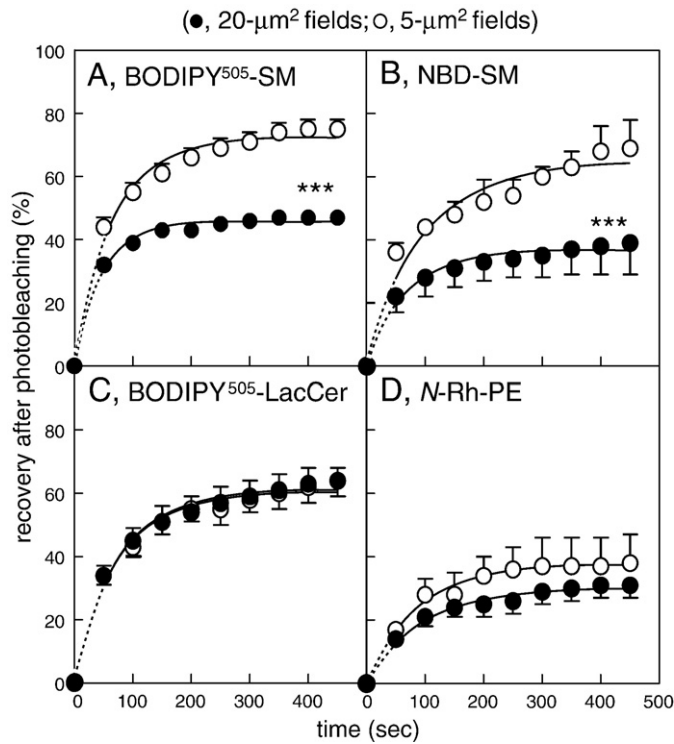 (●, 20-μm² fields; ○, 5-μm² fields)
A, BODIPY⁵⁰⁵-SM
B, NBD-SM
100
80
60
40
20
0
***
***
C, BODIPY⁵⁰⁵-LacCer
D, N-Rh-PE
80
60
40
20
0
0 100 200 300 400
0 100 200 300 400 500
recovery after photobleaching (%)
time (sec)